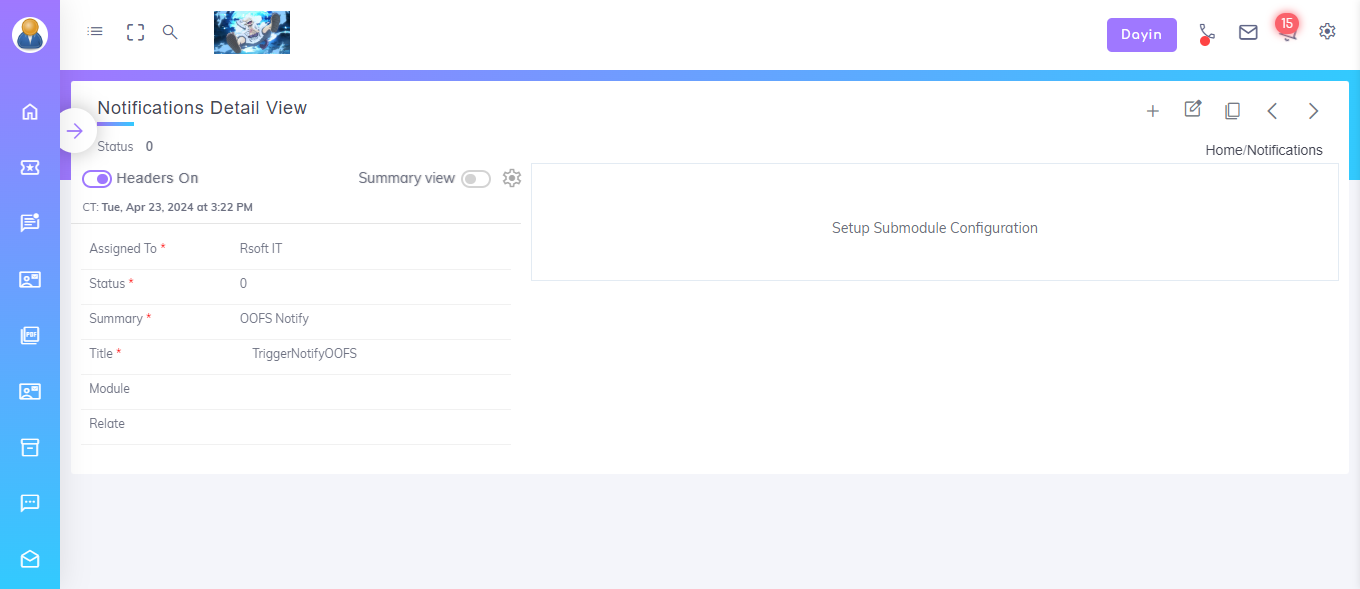 Dayin
15
Notifications Detail View
Status 0
Home/Notifications
Headers On
Summary view
CT: Tue, Apr 23, 2024 at 3:22 PM
Setup Submodule Configuration
Assigned To * Rsoft IT
Status * 0
Summary * OOFS Notify
Title * TriggerNotifyOOFS
Module
Relate
PDF